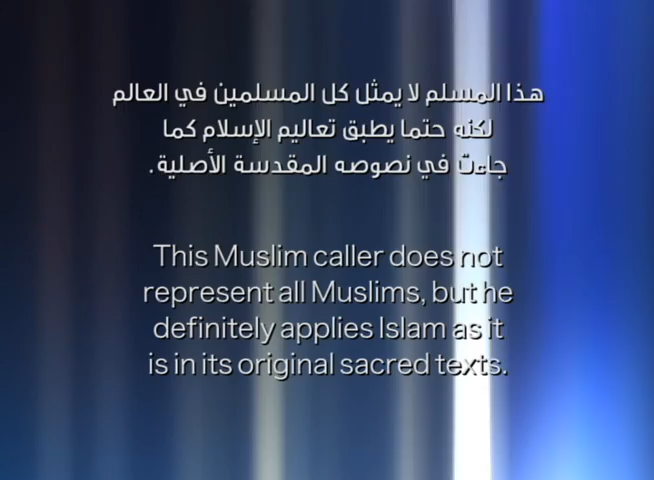 هذا المسلم لا يمثل كل المسلمين في العالم
لكنه حتما يطبق تعاليم الإسلام كما
جاءت في نصوصه المقدسة الأصلية.
This Muslim caller does not
represent all Muslims, but he
definitely applies Islam as it
is in its original sacred texts.